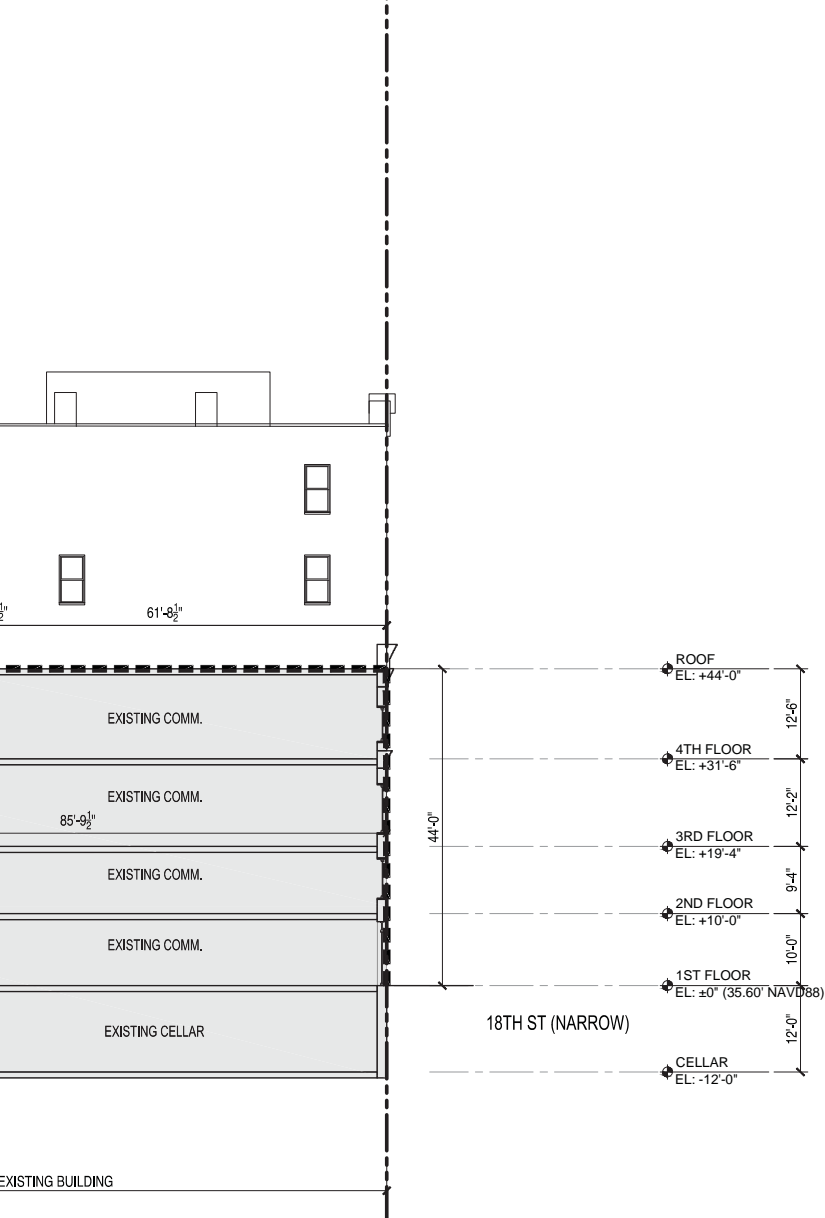 61'-8½"
ROOF
EL: +44'-0"
12'-6"
EXISTING COMM.
4TH FLOOR
EL: +31'-6"
12'-2"
EXISTING COMM.
85'-9½"
44'-0"
3RD FLOOR
EL: +19'-4"
9'-4"
EXISTING COMM.
2ND FLOOR
EL: +10'-0"
10'-0"
EXISTING COMM.
1ST FLOOR
EL: ±0" (35.60' NAVD88)
18TH ST (NARROW)
12'-0"
EXISTING CELLAR
CELLAR
EL: -12'-0"
EXISTING BUILDING